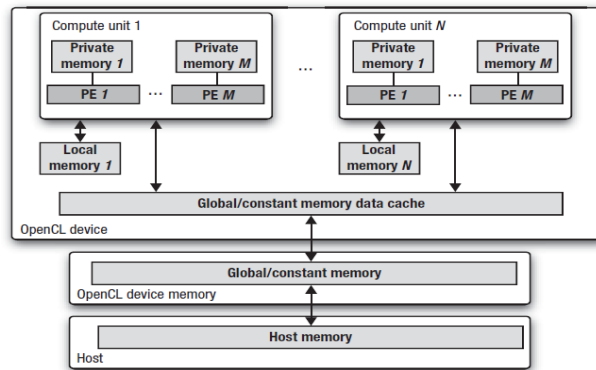 Compute unit 1
Private
memory 1
Private
memory M
PE 1
...
PE M
Local
memory 1
...
Compute unit N
Private
memory 1
Private
memory M
PE 1
...
PE M
Local
memory N
Global/constant memory data cache
OpenCL device
Global/constant memory
OpenCL device memory
Host memory
Host